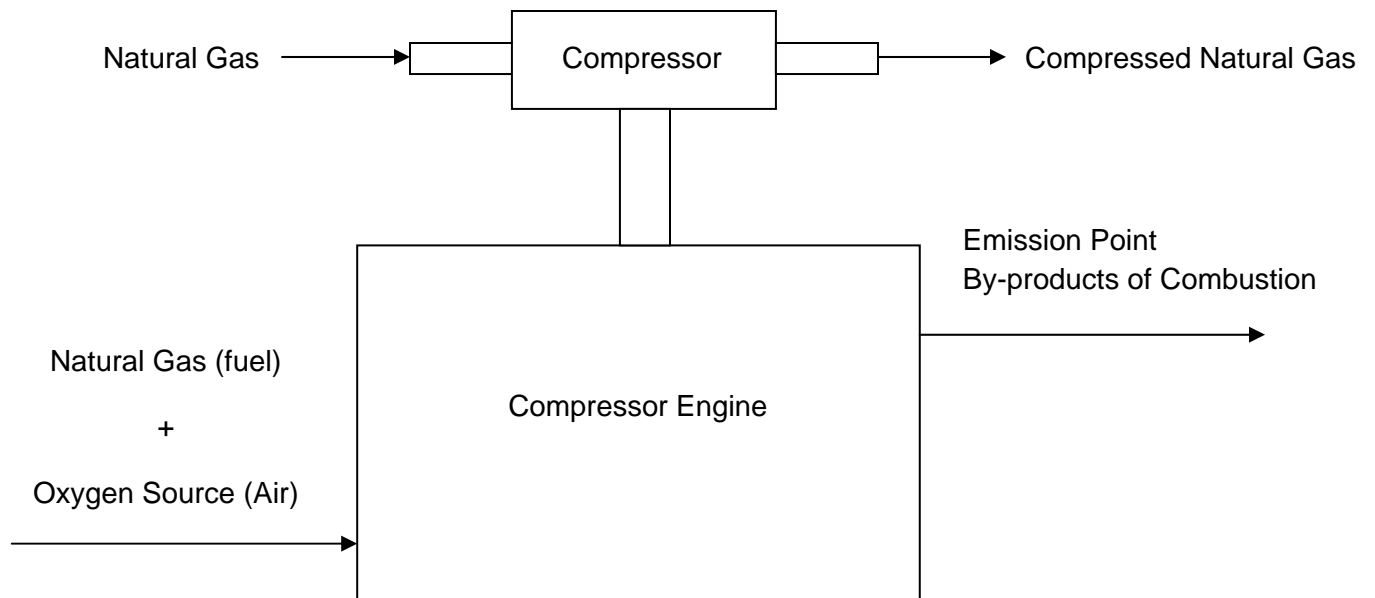 Natural Gas
Compressor
Compressed Natural Gas
Emission Point
By-products of Combustion
Natural Gas (fuel)
+
Oxygen Source (Air)
Compressor Engine